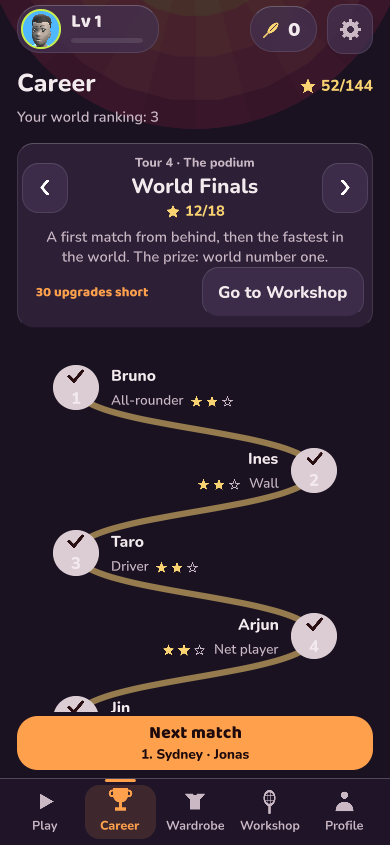 Lv 1
0
Career
52/144
Your world ranking: 3
Tour 4 · The podium
World Finals
12/18
A first match from behind, then the fastest in
the world. The prize: world number one.
30 upgrades short
Go to Workshop
Bruno
1
All-rounder
Ines
2
Wall
Taro
3
Driver
Arjun
4
Net player
Jin
Next match
1. Sydney · Jonas
Play
Career
Wardrobe
Workshop
Profile